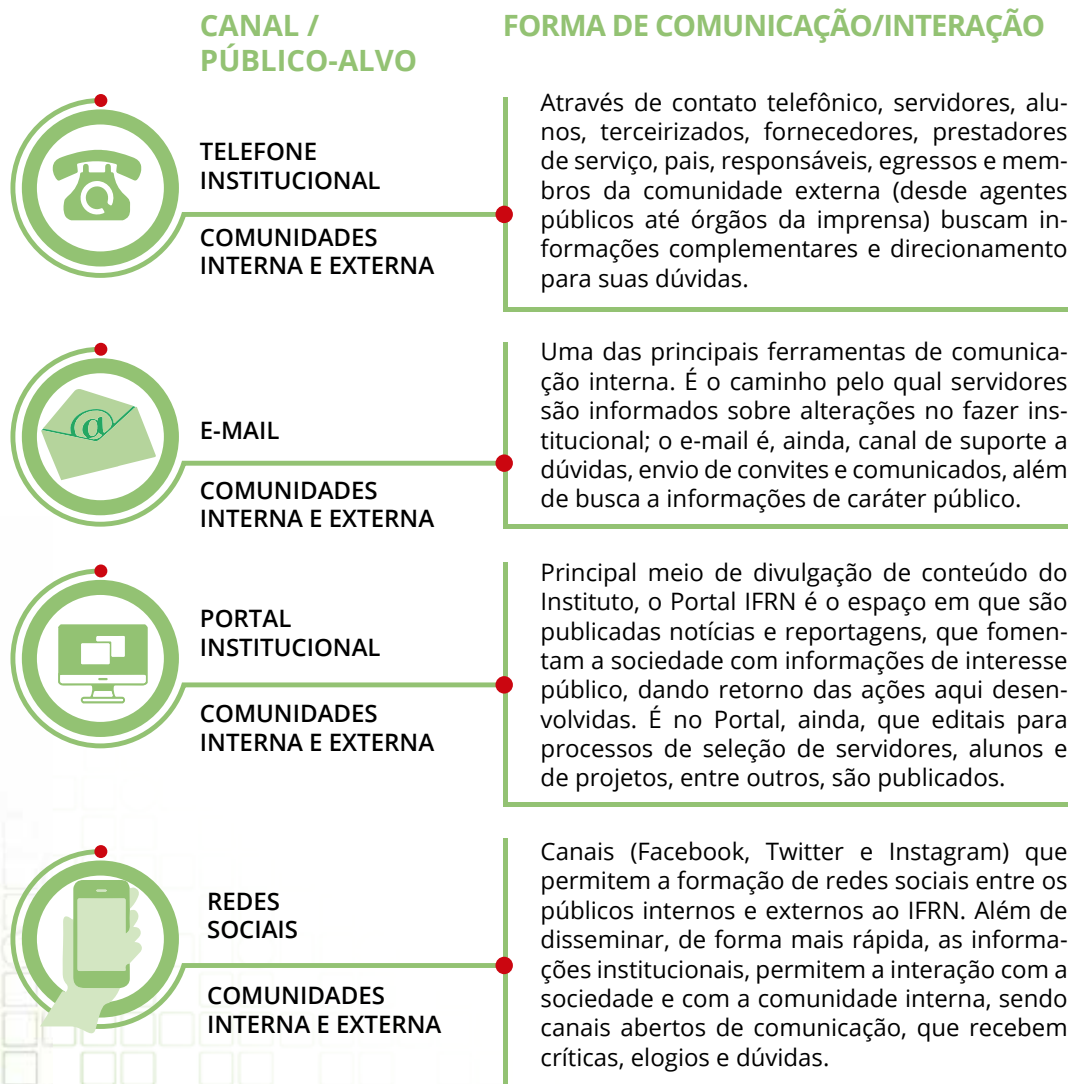 CANAL /
PÚBLICO-ALVO
FORMA DE COMUNICAÇÃO/INTERAÇÃO
TELEFONE
INSTITUCIONAL
COMUNIDADES
INTERNA E EXTERNA
Através de contato telefônico, servidores, alu-
nos, terceirizados, fornecedores, prestadores
de serviço, pais, responsáveis, egressos e mem-
bros da comunidade externa (desde agentes
públicos até órgãos da imprensa) buscam in-
formações complementares e direcionamento
para suas dúvidas.
@
E-MAIL
COMUNIDADES
INTERNA E EXTERNA
Uma das principais ferramentas de comunica-
ção interna. É o caminho pelo qual servidores
são informados sobre alterações no fazer ins-
titucional; o e-mail é, ainda, canal de suporte a
dúvidas, envio de convites e comunicados, além
de busca a informações de caráter público.
PORTAL
INSTITUCIONAL
COMUNIDADES
INTERNA E EXTERNA
Principal meio de divulgação de conteúdo do
Instituto, o Portal IFRN é o espaço em que são
publicadas notícias e reportagens, que fomen-
tam a sociedade com informações de interesse
público, dando retorno das ações aqui desen-
volvidas. É no Portal, ainda, que editais para
processos de seleção de servidores, alunos e
de projetos, entre outros, são publicados.
REDES
SOCIAIS
COMUNIDADES
INTERNA E EXTERNA
Canais (Facebook, Twitter e Instagram) que
permitem a formação de redes sociais entre os
públicos internos e externos ao IFRN. Além de
disseminar, de forma mais rápida, as informa-
ções institucionais, permitem a interação com a
sociedade e com a comunidade interna, sendo
canais abertos de comunicação, que recebem
críticas, elogios e dúvidas.